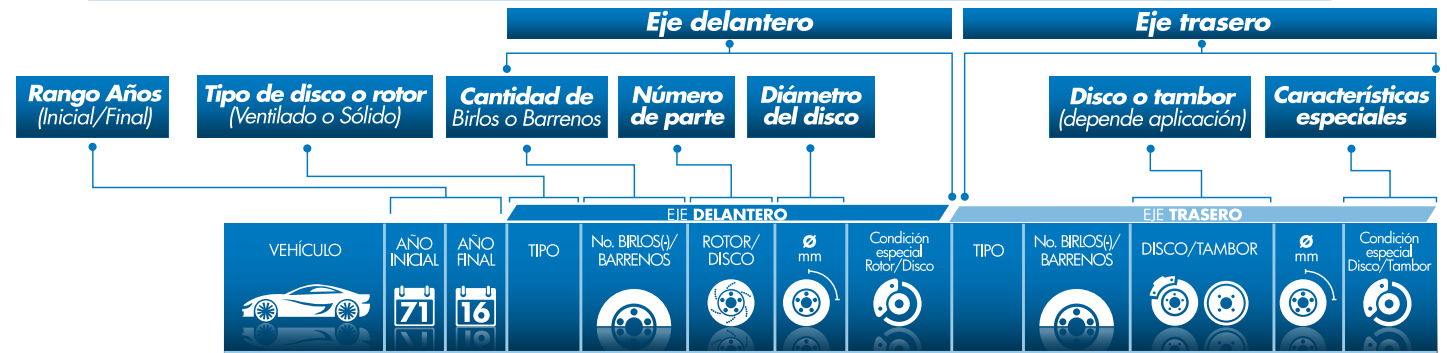 Eje delantero
Eje trasero
Rango Años
(Inicial/Final)
Tipo de disco o rotor
(Ventilado o Sólido)
Cantidad de
Birlos o Barrenos
Número
de parte
Diámetro
del disco
Disco o tambor
(depende aplicación)
Características
especiales
EJE DELANTERO
EJE TRASERO
VEHÍCULO
AÑO
INICIAL
71
AÑO
FINAL
16
TIPO
No. BIRLOS(-)/
BARRENOS
ROTOR/
DISCO
Ø
mm
Condición
especial
Rotor/Disco
TIPO
No. BIRLOS(-)/
BARRENOS
DISCO/TAMBOR
Ø
mm
Condición
especial
Disco/Tambor